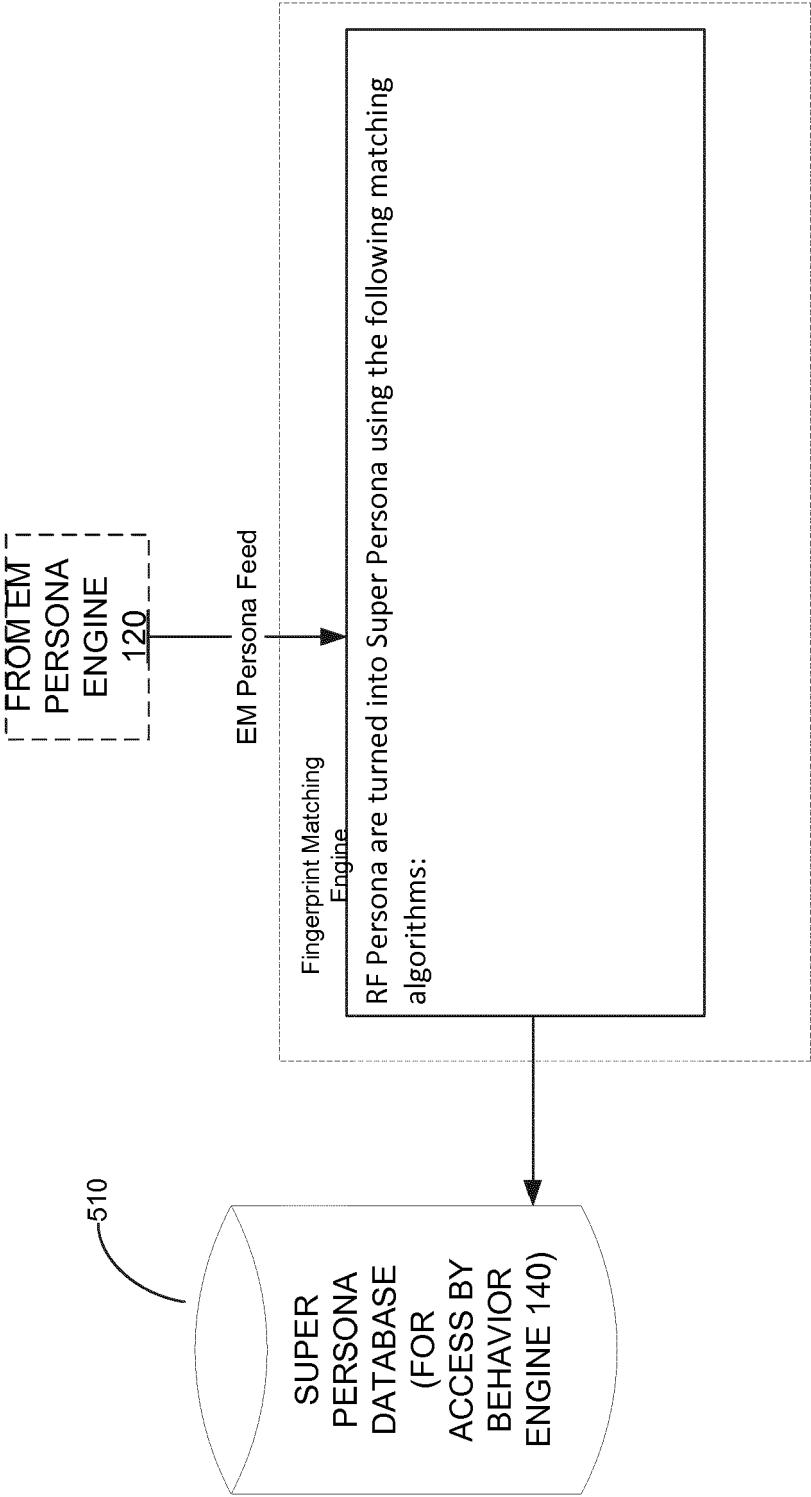 FROM EM
PERSONA
ENGINE
120
EM Persona Feed
Fingerprint Matching
Engine
RF Persona are turned into Super Persona using the following matching
algorithms:
510
SUPER
PERSONA
DATABASE
(FOR
ACCESS BY
BEHAVIOR
ENGINE 140)